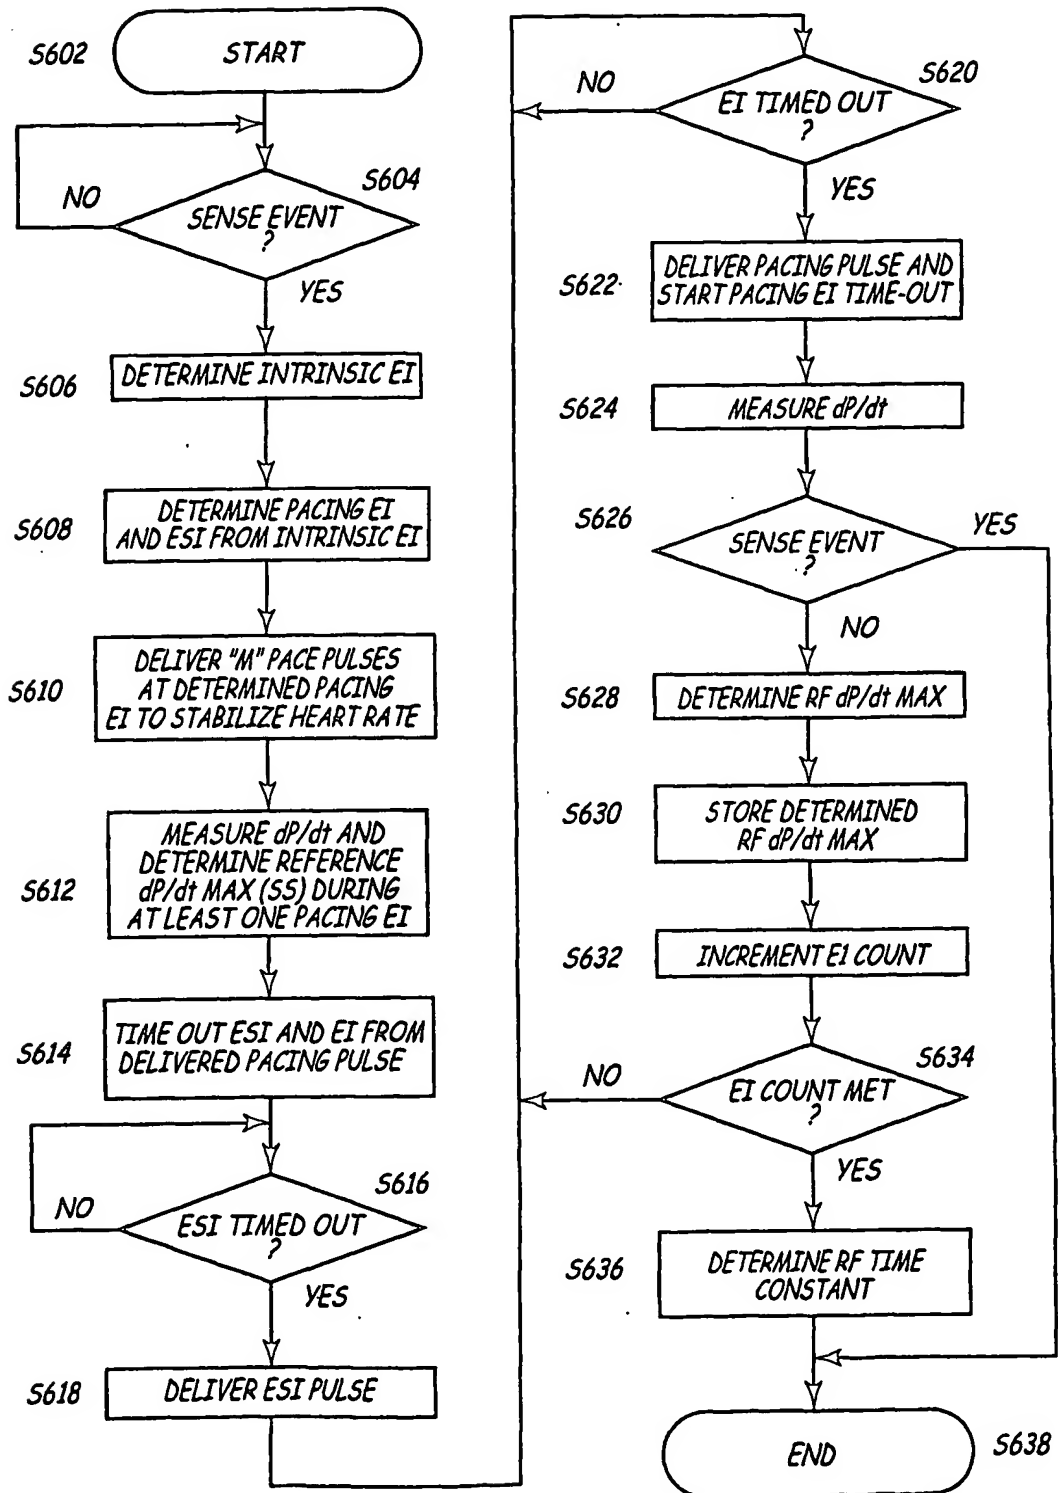 S602
START
S604
NO
SENSE EVENT
?
YES
S606
DETERMINE INTRINSIC EI
S608
DETERMINE PACING EI
AND ESI FROM INTRINSIC EI
S610
DELIVER "M" PACE PULSES
AT DETERMINED PACING
EI TO STABILIZE HEART RATE
S612
MEASURE dP/dt AND
DETERMINE REFERENCE
dP/dt MAX (SS) DURING
AT LEAST ONE PACING EI
S614
TIME OUT ESI AND EI FROM
DELIVERED PACING PULSE
S616
NO
ESI TIMED OUT
?
YES
S618
DELIVER ESI PULSE
S620
NO
EI TIMED OUT
?
YES
S622
DELIVER PACING PULSE AND
START PACING EI TIME-OUT
S624
MEASURE dP/dt
S626
YES
SENSE EVENT
?
NO
S628
DETERMINE RF dP/dt MAX
S630
STORE DETERMINED
RF dP/dt MAX
S632
INCREMENT EI COUNT
S634
NO
EI COUNT MET
?
YES
S636
DETERMINE RF TIME
CONSTANT
END
S638